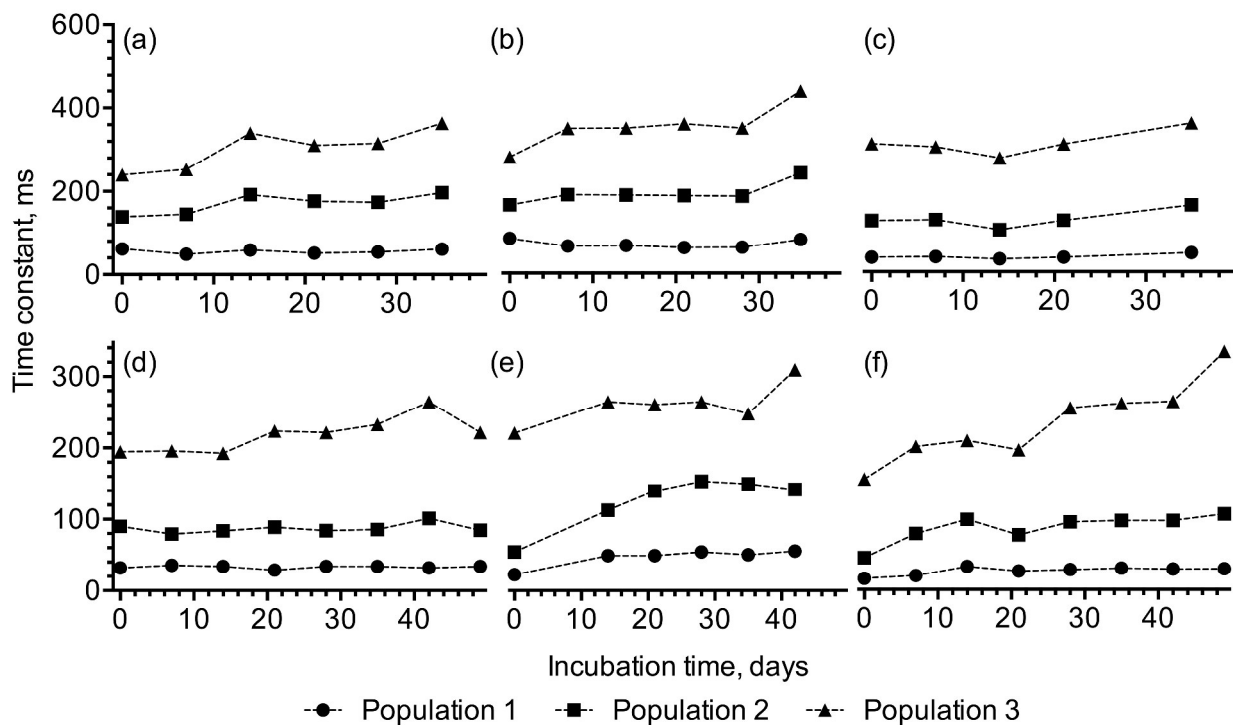 Time constant, ms
600
400
200
0
(a)
(b)
(c)
0 10 20 30
0 10 20 30
0 10 20 30
300
200
100
0
(d)
(e)
(f)
0 10 20 30 40
0 10 20 30 40
0 10 20 30 40
Incubation time, days
Population 1 Population 2 Population 3